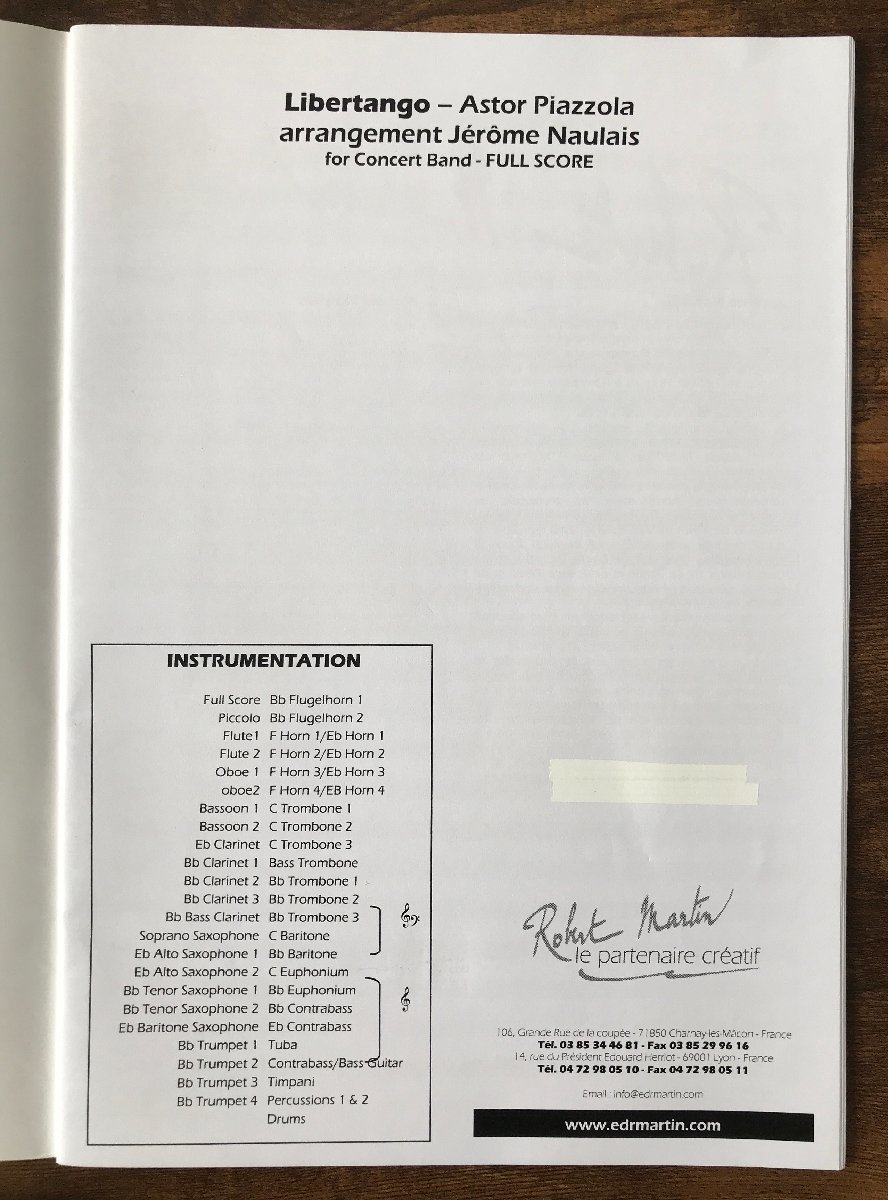 Libertango – Astor Piazzola
arrangement Jérôme Naulais
for Concert Band - FULL SCORE
INSTRUMENTATION
Full Score Bb Flugelhorn 1
Piccolo Bb Flugelhorn 2
Flute1 F Horn 1/Eb Horn 1
Flute 2 F Horn 2/Eb Horn 2
Oboe 1 F Horn 3/Eb Horn 3
oboe2 F Horn 4/EB Horn 4
Bassoon 1 C Trombone 1
Bassoon 2 C Trombone 2
Eb Clarinet C Trombone 3
Bb Clarinet 1 Bass Trombone
Bb Clarinet 2 Bb Trombone 1
Bb Clarinet 3 Bb Trombone 2
Bb Bass Clarinet Bb Trombone 3
Soprano Saxophone C Baritone
Eb Alto Saxophone 1 Bb Baritone
Eb Alto Saxophone 2 C Euphonium
Bb Tenor Saxophone 1 Bb Euphonium
Bb Tenor Saxophone 2 Bb Contrabass
Eb Baritone Saxophone Eb Contrabass
Bb Trumpet 1 Tuba
Bb Trumpet 2 Contrabass/Bass Guitar
Bb Trumpet 3 Timpani
Bb Trumpet 4 Percussions 1 & 2
Drums
Robert Martin
le partenaire créatif
106, Grande Rue de la coupée - 71850 Charnay-les-Mâcon - France
Tél. 03 85 34 46 81 - Fax 03 85 29 96 16
14, rue du Président Edouard Herriot - 69001 Lyon - France
Tél. 04 72 98 05 10 - Fax 04 72 98 05 11
Email : info@edrmartin.com
www.edrmartin.com